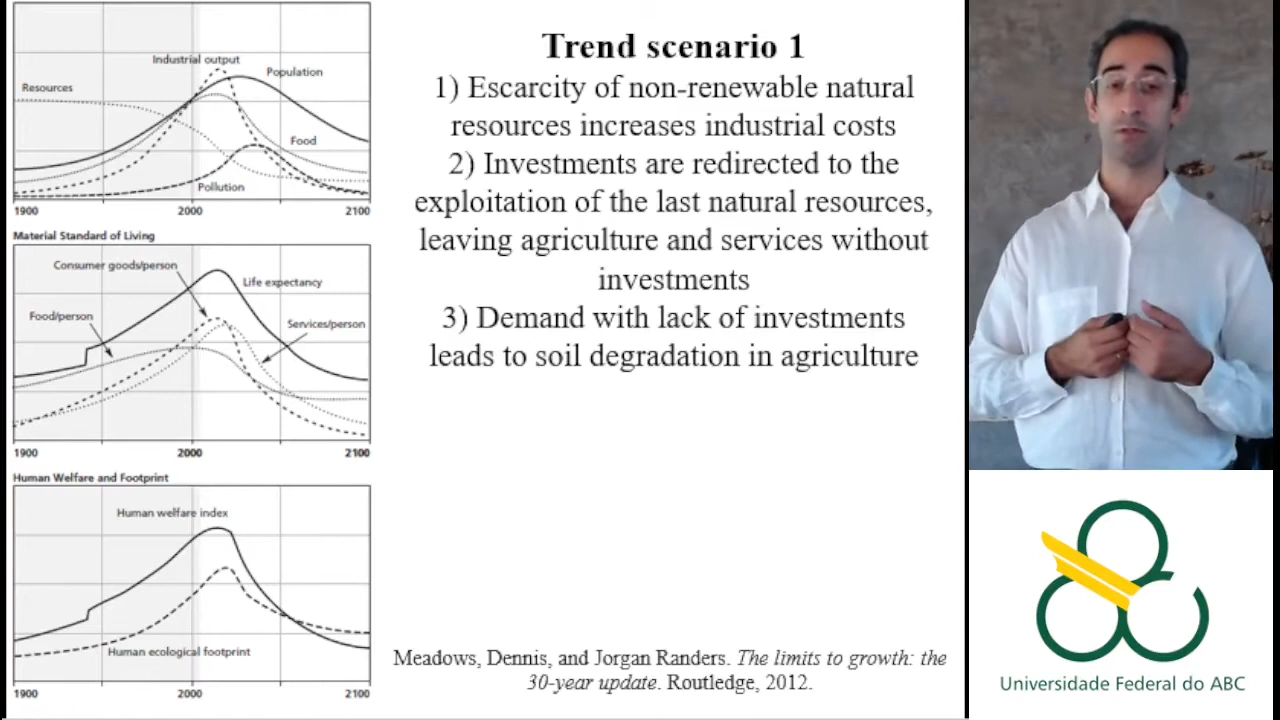 Industrial output
Population
Resources
Food
Pollution
1900 2000 2100
Material Standard of Living
Consumer goods/person
Life expectancy
Food/person
Services/person
1900 2000 2100
Human Welfare and Footprint
Human welfare index
Human ecological footprint
1900 2000 2100
Trend scenario 1
1) Escarcity of non-renewable natural
resources increases industrial costs
2) Investments are redirected to the
exploitation of the last natural resources,
leaving agriculture and services without
investments
3) Demand with lack of investments
leads to soil degradation in agriculture
Meadows, Dennis, and Jorgan Randers. The limits to growth: the
30-year update. Routledge, 2012.
Universidade Federal do ABC